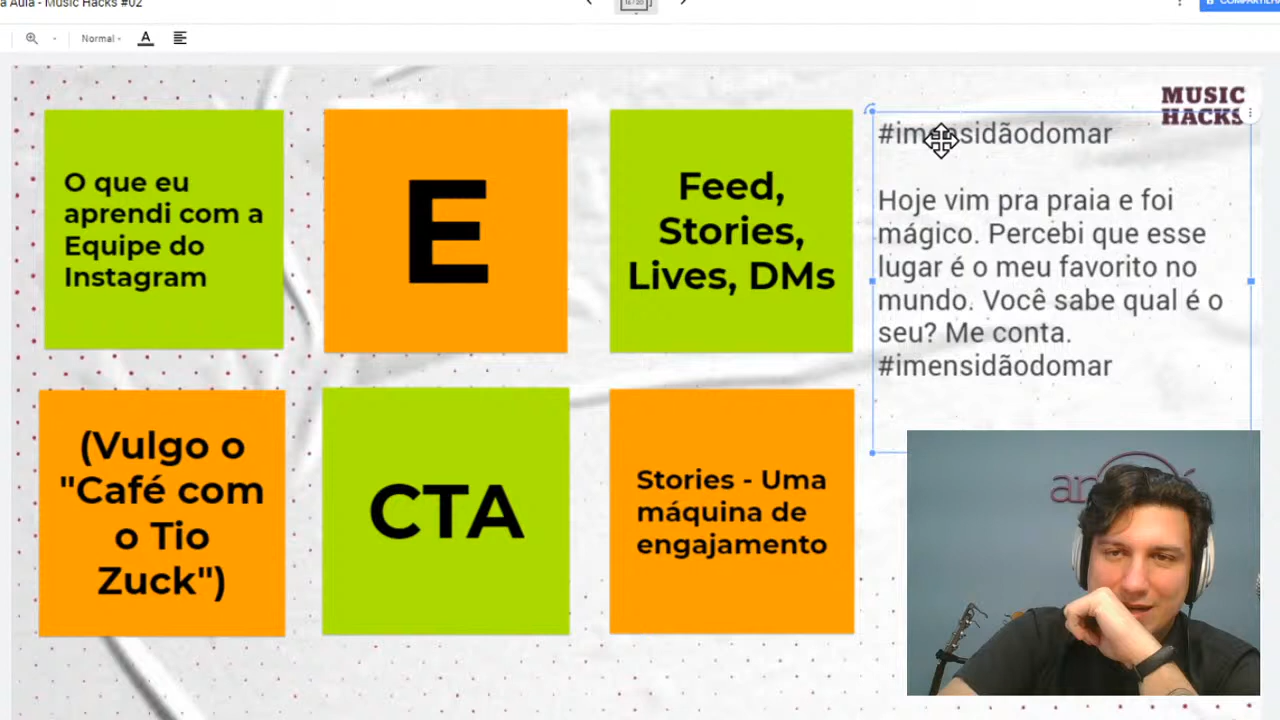 a Aula - Music Hacks #02
Normal
A
MUSIC
HACKS
O que eu
aprendi com a
Equipe do
Instagram
E
Feed,
Stories,
Lives, DMs
#imensidãodomar
Hoje vim pra praia e foi
mágico. Percebi que esse
lugar é o meu favorito no
mundo. Você sabe qual é o
seu? Me conta.
#imensidãodomar
(Vulgo o
"Café com
o Tio
Zuck")
CTA
Stories - Uma
máquina de
engajamento